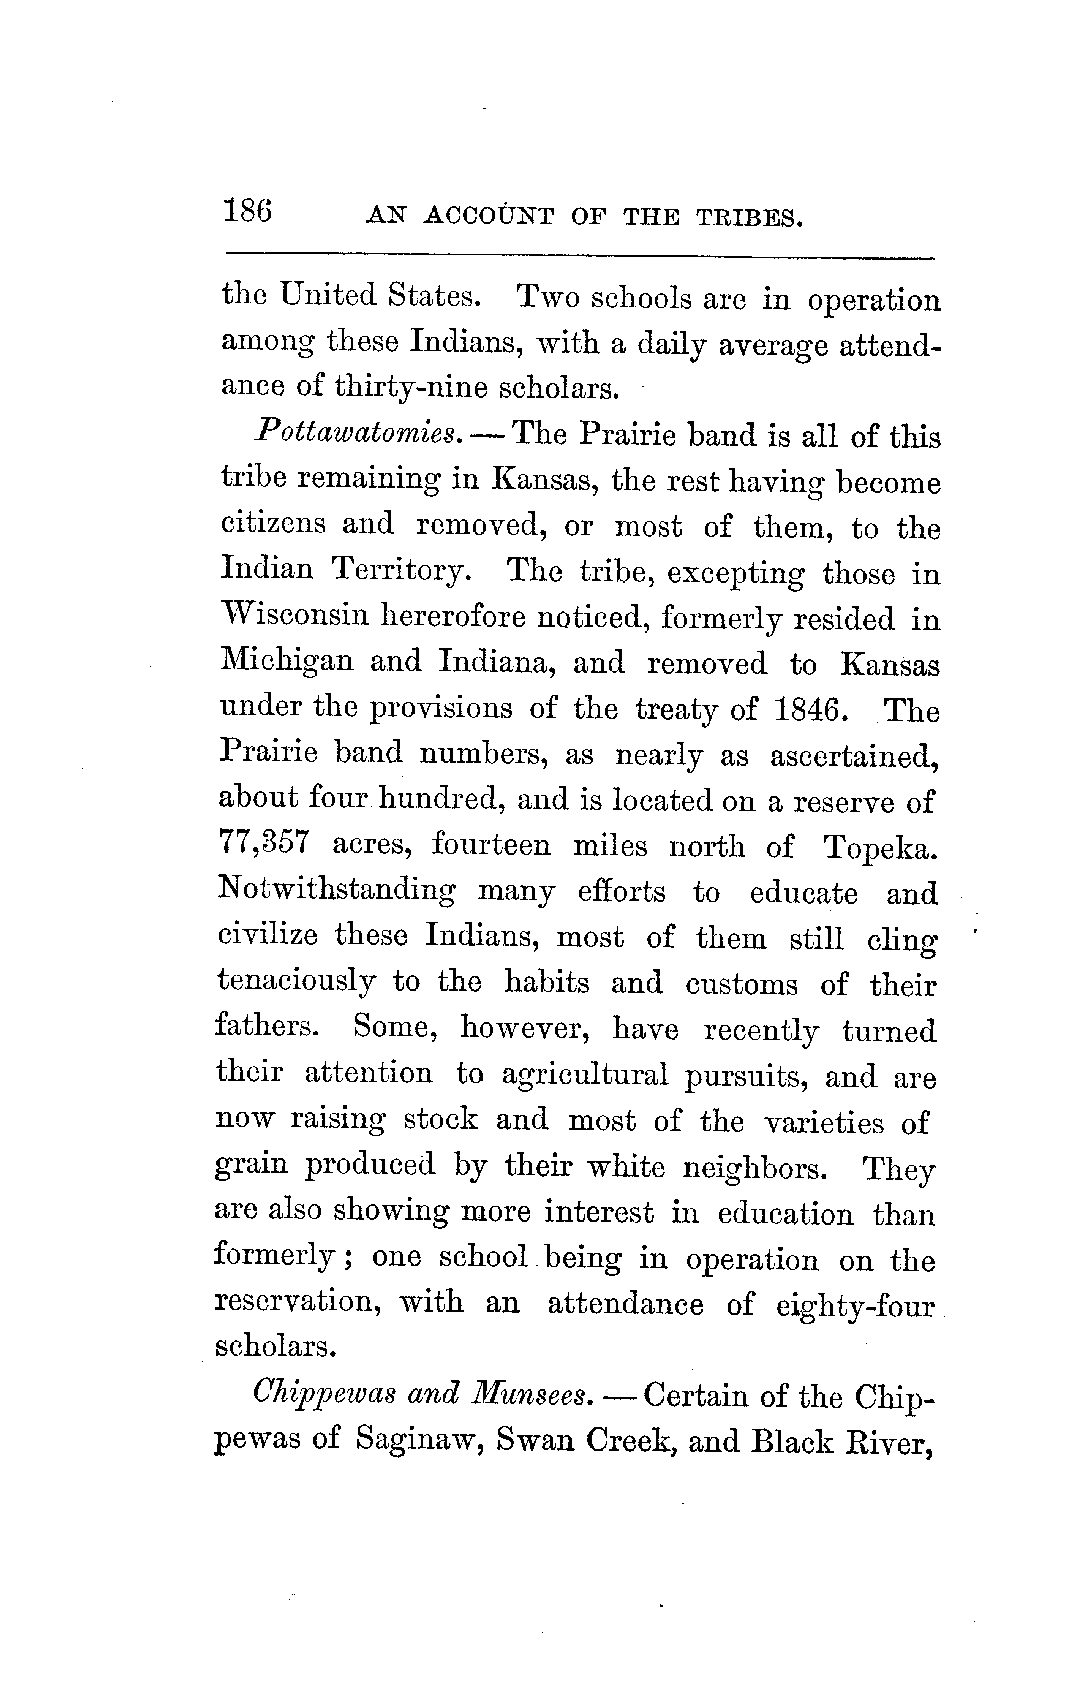 186 AN ACCOUNT OF THE TRIBES.
the United States. Two schools are in operation
among these Indians, with a daily average attend-
ance of thirty-nine scholars.
Pottawatomies. — The Prairie band is all of this
tribe remaining in Kansas, the rest having become
citizens and removed, or most of them, to the
Indian Territory. The tribe, excepting those in
Wisconsin hererofore noticed, formerly resided in
Michigan and Indiana, and removed to Kansas
under the provisions of the treaty of 1846. The
Prairie band numbers, as nearly as ascertained,
about four hundred, and is located on a reserve of
77,357 acres, fourteen miles north of Topeka.
Notwithstanding many efforts to educate and
civilize these Indians, most of them still cling
tenaciously to the habits and customs of their
fathers. Some, however, have recently turned
their attention to agricultural pursuits, and are
now raising stock and most of the varieties of
grain produced by their white neighbors. They
are also showing more interest in education than
formerly; one school being in operation on the
reservation, with an attendance of eighty-four
scholars.
Chippewas and Munsees. — Certain of the Chip-
pewas of Saginaw, Swan Creek, and Black River,